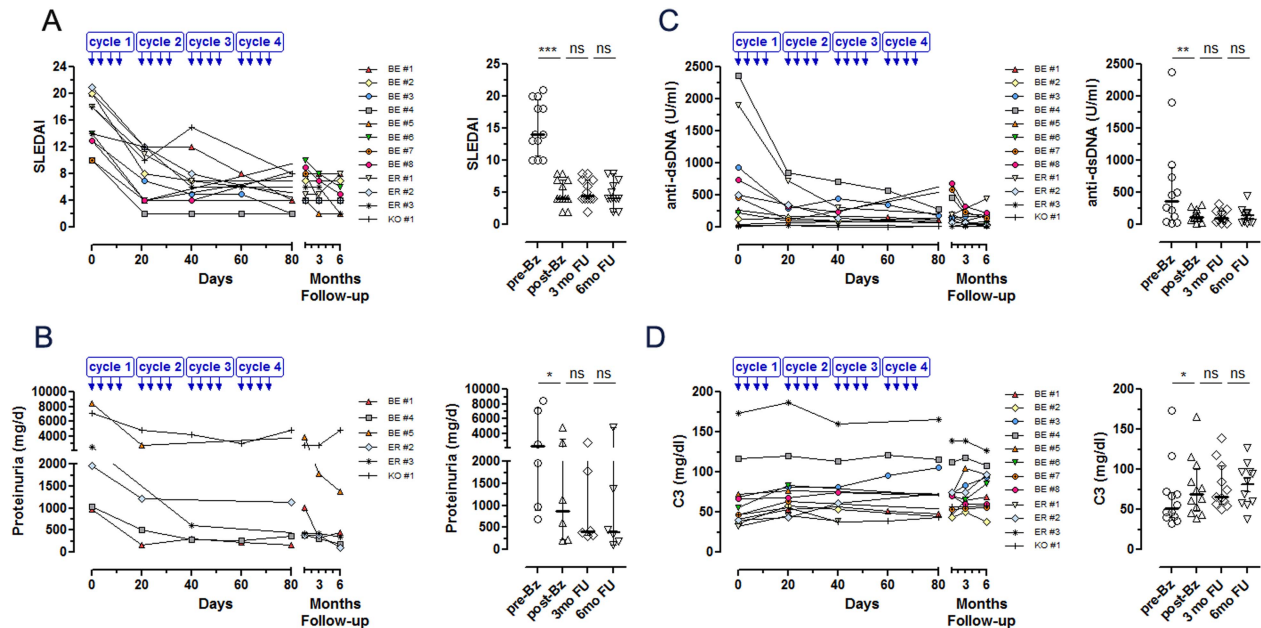 A
cycle 1 cycle 2 cycle 3 cycle 4
SLEDAI
24
20
16
12
8
4
0
0 20 40 60 80 3 6
Days Months
Follow-up
BE #1
BE #2
BE #3
BE #4
BE #5
BE #6
BE #7
BE #8
ER #1
ER #2
ER #3
KO #1
*** ns ns
SLEDAI
25
20
15
10
5
0
pre-Bz post-Bz 3 mo FU 6mo FU
C
cycle 1 cycle 2 cycle 3 cycle 4
anti-dsDNA (U/ml)
2500
2000
1500
1000
500
0
0 20 40 60 80 3 6
Days Months
Follow-up
BE #1
BE #2
BE #3
BE #4
BE #5
BE #6
BE #7
BE #8
ER #1
ER #2
ER #3
KO #1
** ns ns
anti-dsDNA (U/ml)
2500
2000
1500
1000
500
0
pre-Bz post-Bz 3 mo FU 6mo FU
B
cycle 1 cycle 2 cycle 3 cycle 4
Proteinuria (mg/d)
10000
8000
6000
4000
2000
1500
1000
500
0
0 20 40 60 80 3 6
Days Months
Follow-up
BE #1
BE #4
BE #5
ER #2
ER #3
KO #1
* ns ns
Proteinuria (mg/d)
10000
8000
6000
4000
2000
1500
1000
500
0
pre-Bz post-Bz 3mo FU 6mo FU
D
cycle 1 cycle 2 cycle 3 cycle 4
C3 (mg/dl)
200
150
100
50
0
0 20 40 60 80 3 6
Days Months
Follow-up
BE #1
BE #2
BE #3
BE #4
BE #5
BE #6
BE #7
BE #8
ER #1
ER #2
ER #3
KO #1
* ns ns
C3 (mg/dl)
200
150
100
50
0
pre-Bz post-Bz 3 mo FU 6mo FU